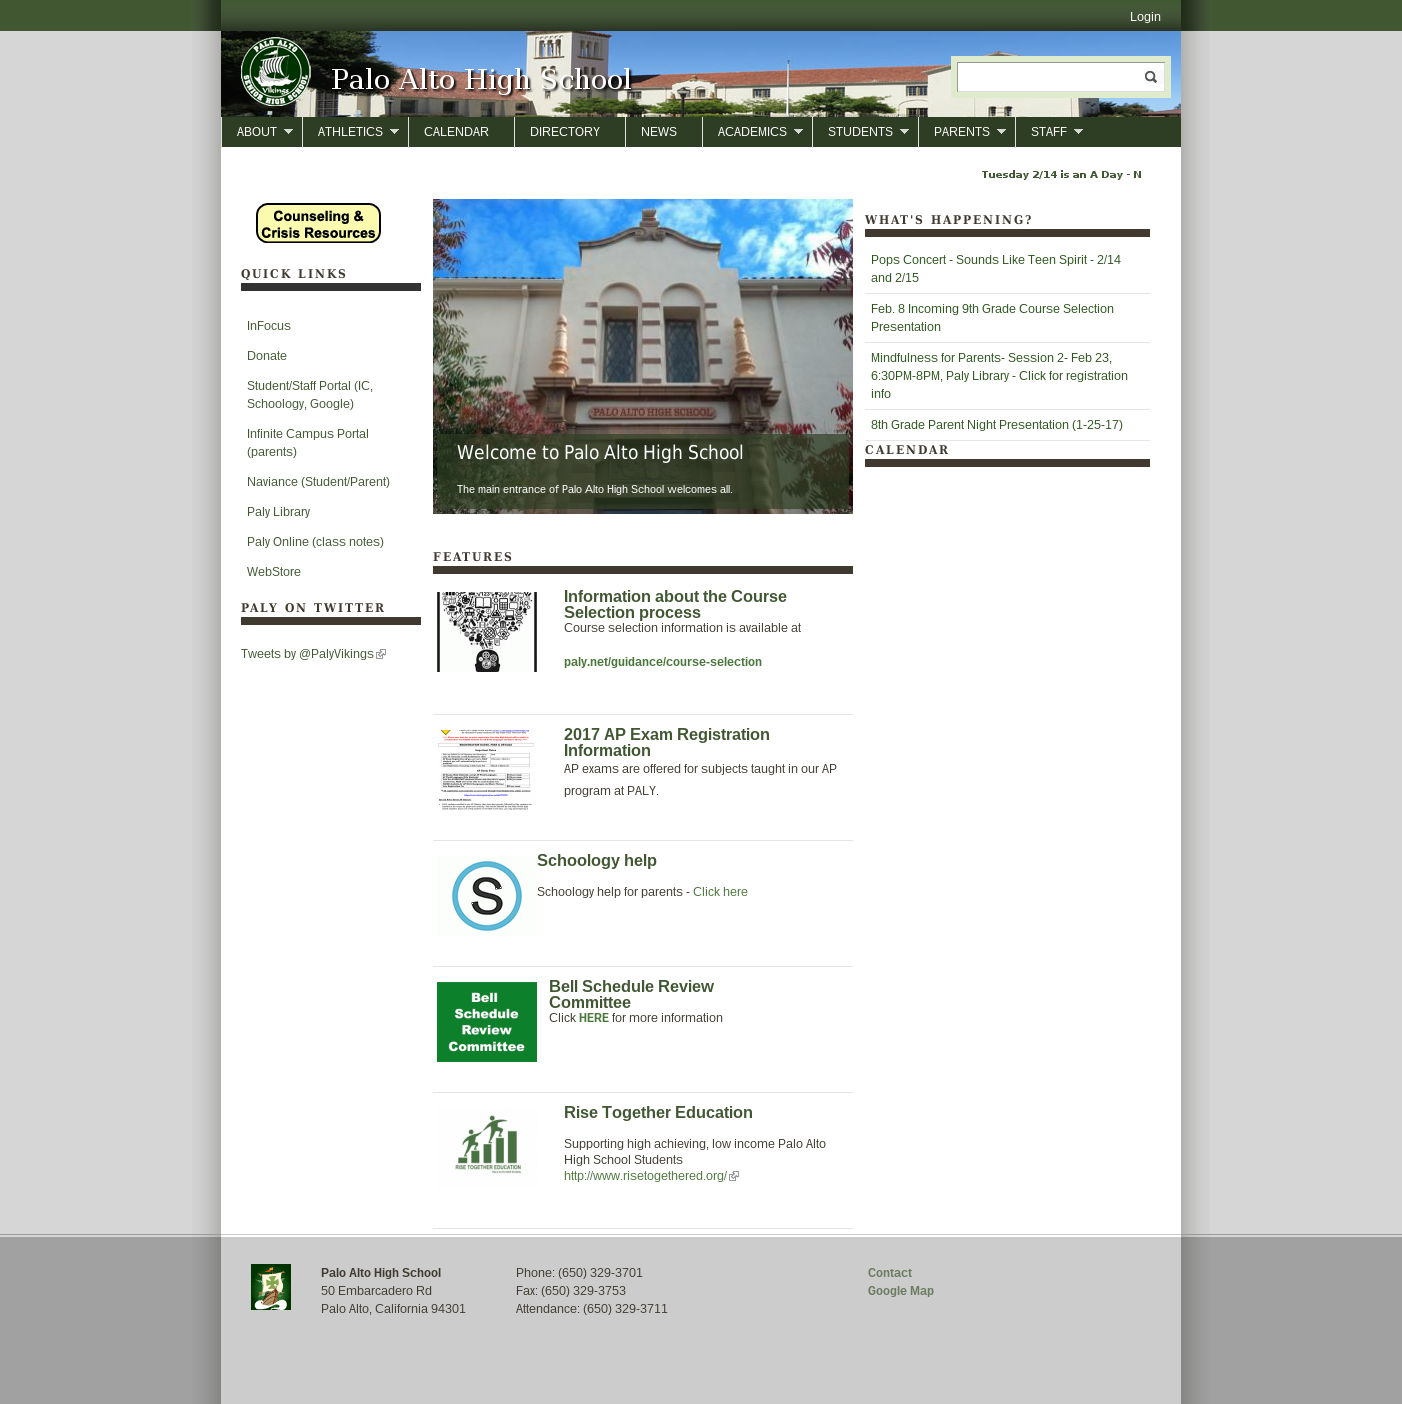 Login
PALO ALTO
SENIOR HIGH SCHOOL
Vikings
Palo Alto High School
ABOUT
ATHLETICS
CALENDAR
DIRECTORY
NEWS
ACADEMICS
STUDENTS
PARENTS
STAFF
Tuesday 2/14 is an A Day - N
Counseling &
Crisis Resources
QUICK LINKS
InFocus
Donate
Student/Staff Portal (IC,
Schoology, Google)
Infinite Campus Portal
(parents)
Naviance (Student/Parent)
Paly Library
Paly Online (class notes)
WebStore
PALY ON TWITTER
Tweets by @PalyVikings
PALO ALTO HIGH SCHOOL
Welcome to Palo Alto High School
The main entrance of Palo Alto High School welcomes all.
FEATURES
Information about the Course
Selection process
Course selection information is available at
paly.net/guidance/course-selection
2017 AP Exam Registration
Information
AP exams are offered for subjects taught in our AP
program at PALY.
S
Schoology help
Schoology help for parents - Click here
Bell
Schedule
Review
Committee
Bell Schedule Review
Committee
Click HERE for more information
RISE TOGETHER EDUCATION
Rise Together Education
Supporting high achieving, low income Palo Alto
High School Students
http://www.risetogethered.org/
WHAT'S HAPPENING?
Pops Concert - Sounds Like Teen Spirit - 2/14
and 2/15
Feb. 8 Incoming 9th Grade Course Selection
Presentation
Mindfulness for Parents- Session 2- Feb 23,
6:30PM-8PM, Paly Library - Click for registration
info
8th Grade Parent Night Presentation (1-25-17)
CALENDAR
Palo Alto High School
50 Embarcadero Rd
Palo Alto, California 94301
Phone: (650) 329-3701
Fax: (650) 329-3753
Attendance: (650) 329-3711
Contact
Google Map